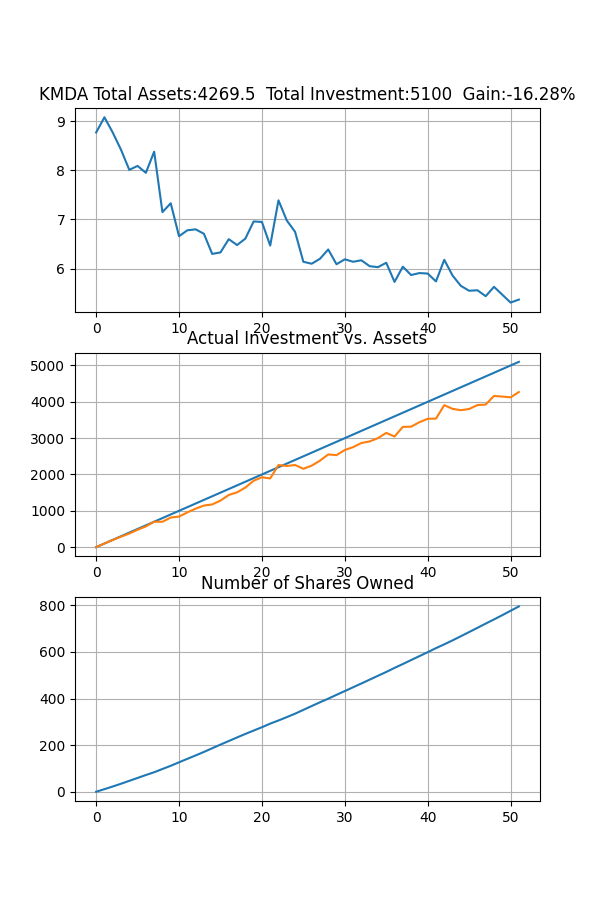 KMDA Total Assets:4269.5  Total Investment:5100  Gain:-16.28%
9
8
7
6
0 10 20 30 40 50
Actual Investment vs. Assets
5000
4000
3000
2000
1000
0
0 10 20 30 40 50
Number of Shares Owned
800
600
400
200
0
0 10 20 30 40 50